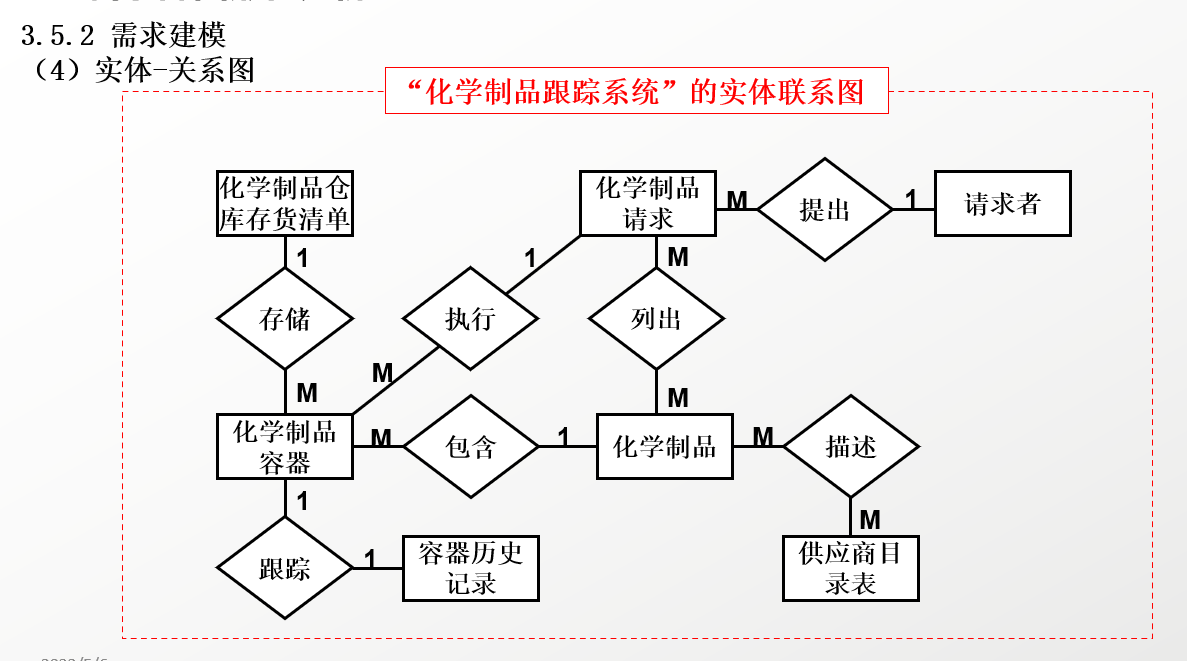 3.5.2 需求建模
（4）实体-关系图
“化学制品跟踪系统”的实体联系图
化学制品仓
库存货清单
化学制品
请求
M
提出
1
请求者
1
1
M
存储
执行
列出
M
M
M
化学制品
容器
M
包含
1
化学制品
M
描述
1
M
跟踪
1
容器历史
记录
供应商目
录表